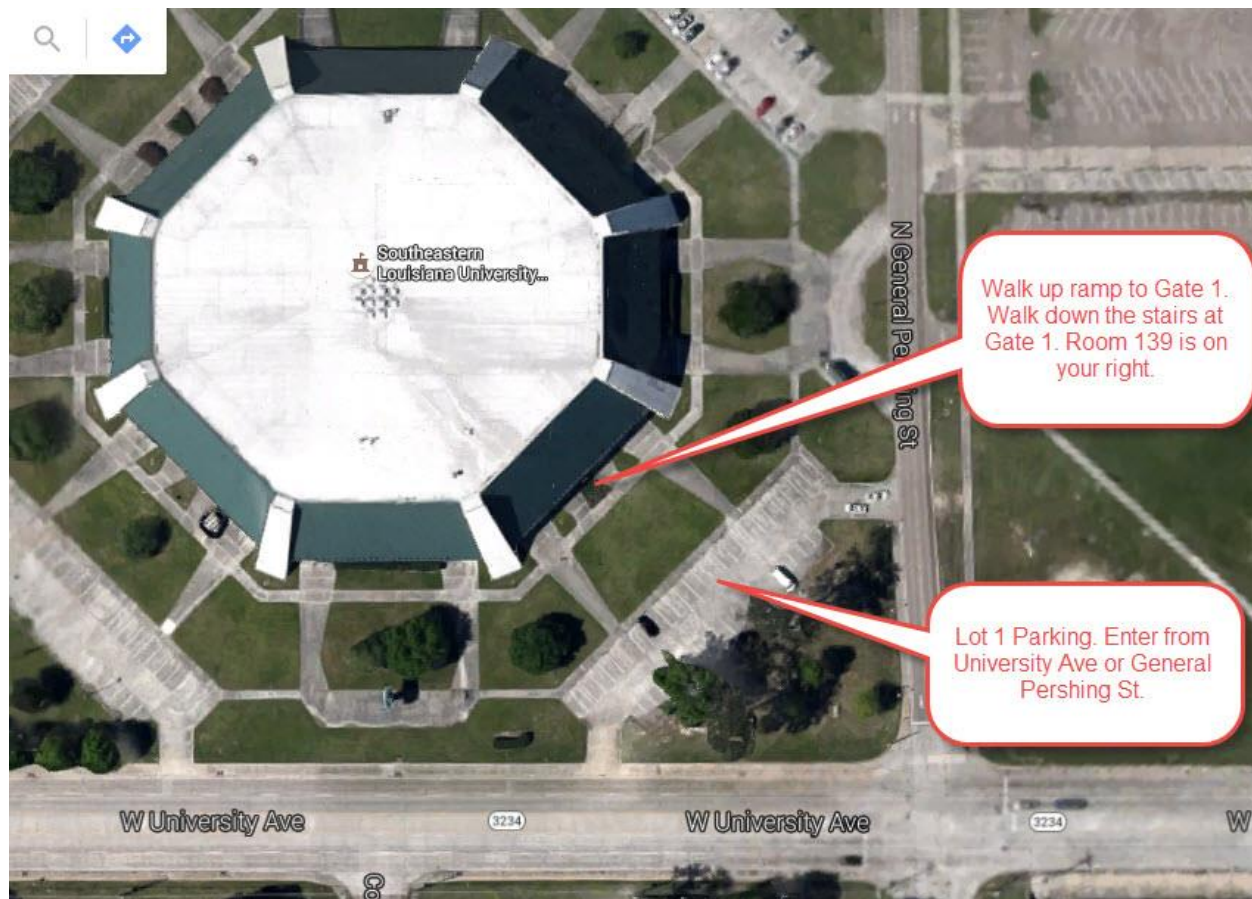 Southeastern
Louisiana University...
N General Pershing St
Walk up ramp to Gate 1.
Walk down the stairs at
Gate 1. Room 139 is on
your right.
Lot 1 Parking. Enter from
University Ave or General
Pershing St.
W University Ave
3234
W University Ave
3234
W
Co